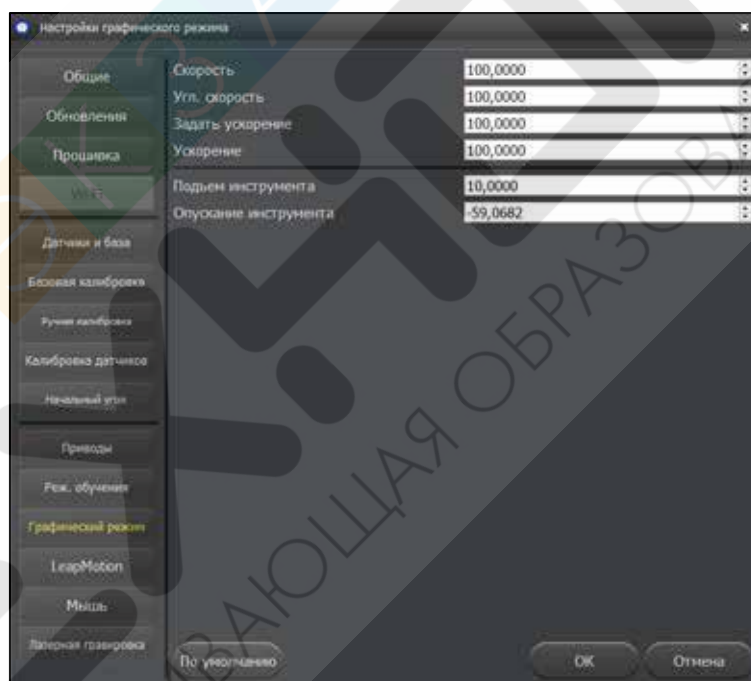 Настройки графического режима
Общие
Обновления
Прошивка
WIFI
Датчики и база
Базовая калибровка
Ручная калибровка
Калибровка датчиков
Начальный угол
Приводы
Реж. обучения
Графический режим
LeapMotion
Мышь
Лазерная гравировка
Скорость 100,0000
Угл. скорость 100,0000
Задать ускорение 100,0000
Ускорение 100,0000
Подъем инструмента 10,0000
Опускание инструмента -59,0682
По умолчанию
OK
Отмена